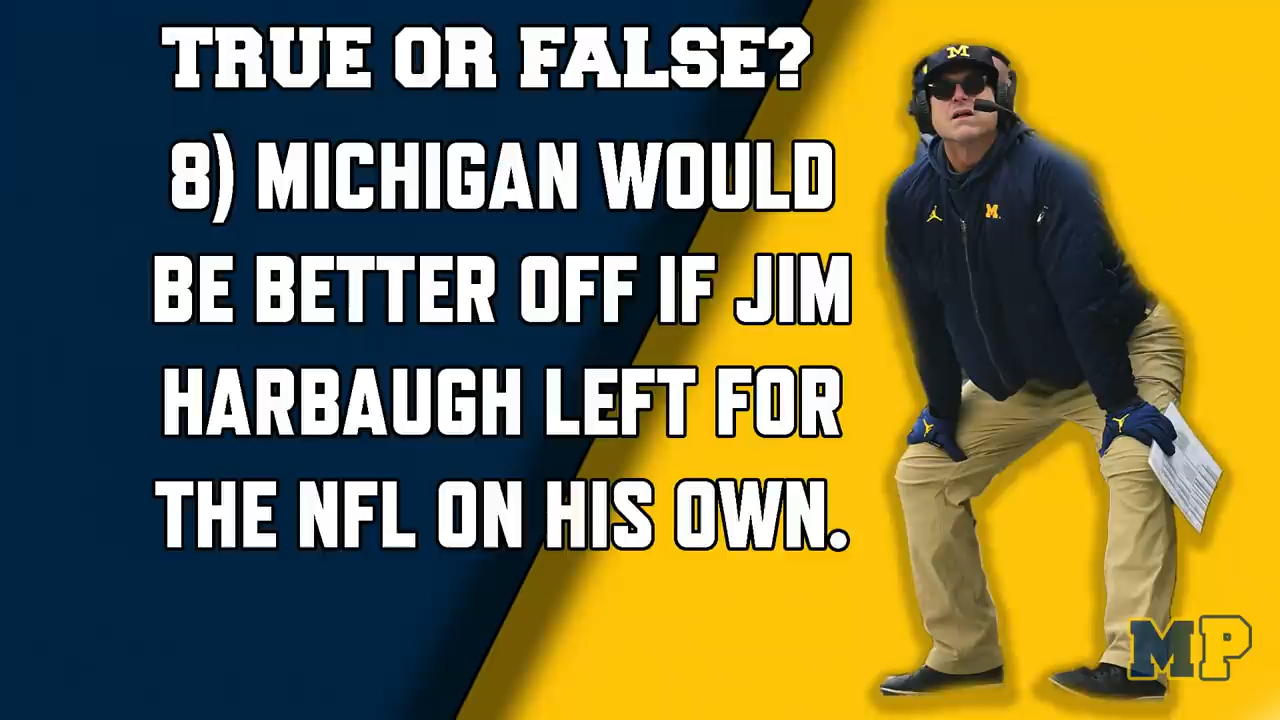 TRUE OR FALSE?
8) MICHIGAN WOULD
BE BETTER OFF IF JIM
HARBAUGH LEFT FOR
THE NFL ON HIS OWN.
M
M
MP